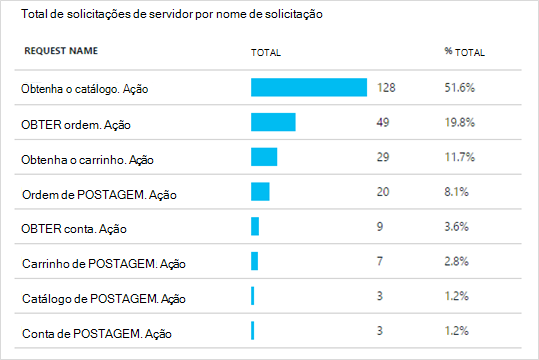 Total de solicitações de servidor por nome de solicitação
REQUEST NAME TOTAL % TOTAL
Obtenha o catálogo. Ação 128 51.6%
OBTER ordem. Ação 49 19.8%
Obtenha o carrinho. Ação 29 11.7%
Ordem de POSTAGEM. Ação 20 8.1%
OBTER conta. Ação 9 3.6%
Carrinho de POSTAGEM. Ação 7 2.8%
Catálogo de POSTAGEM. Ação 3 1.2%
Conta de POSTAGEM. Ação 3 1.2%